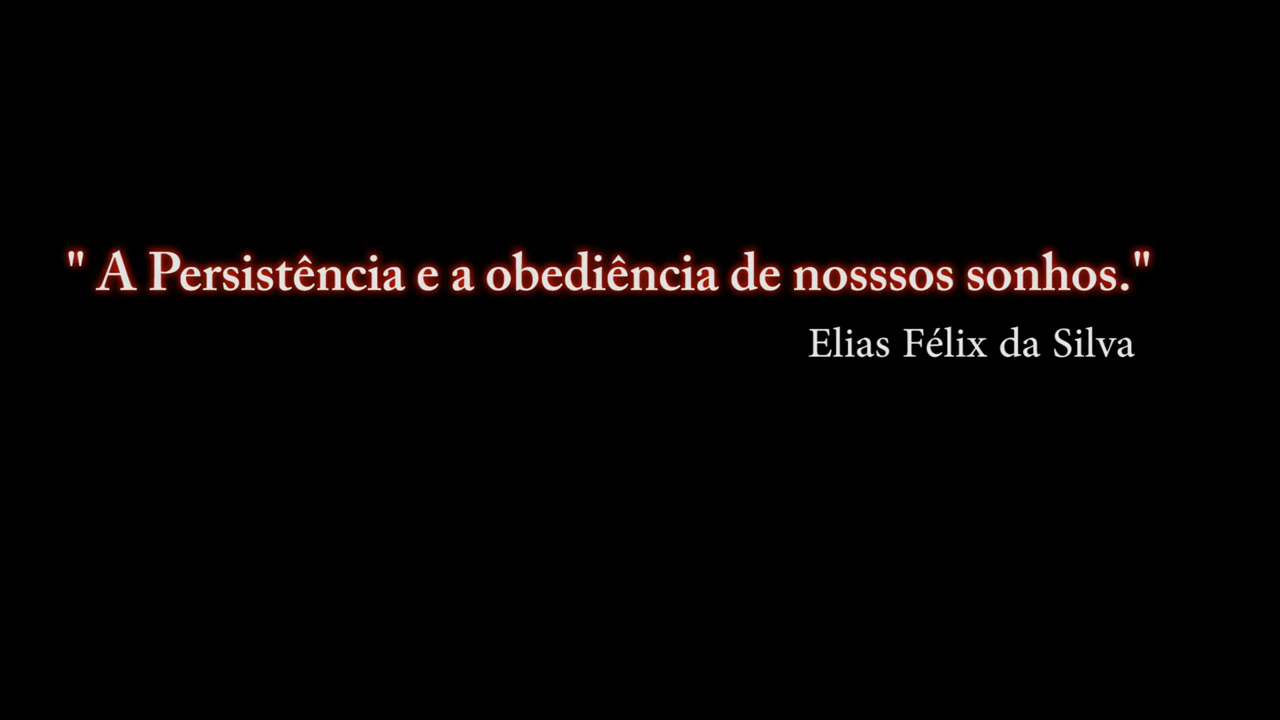 " A Persistência e a obediência de nosssos sonhos."
Elias Félix da Silva